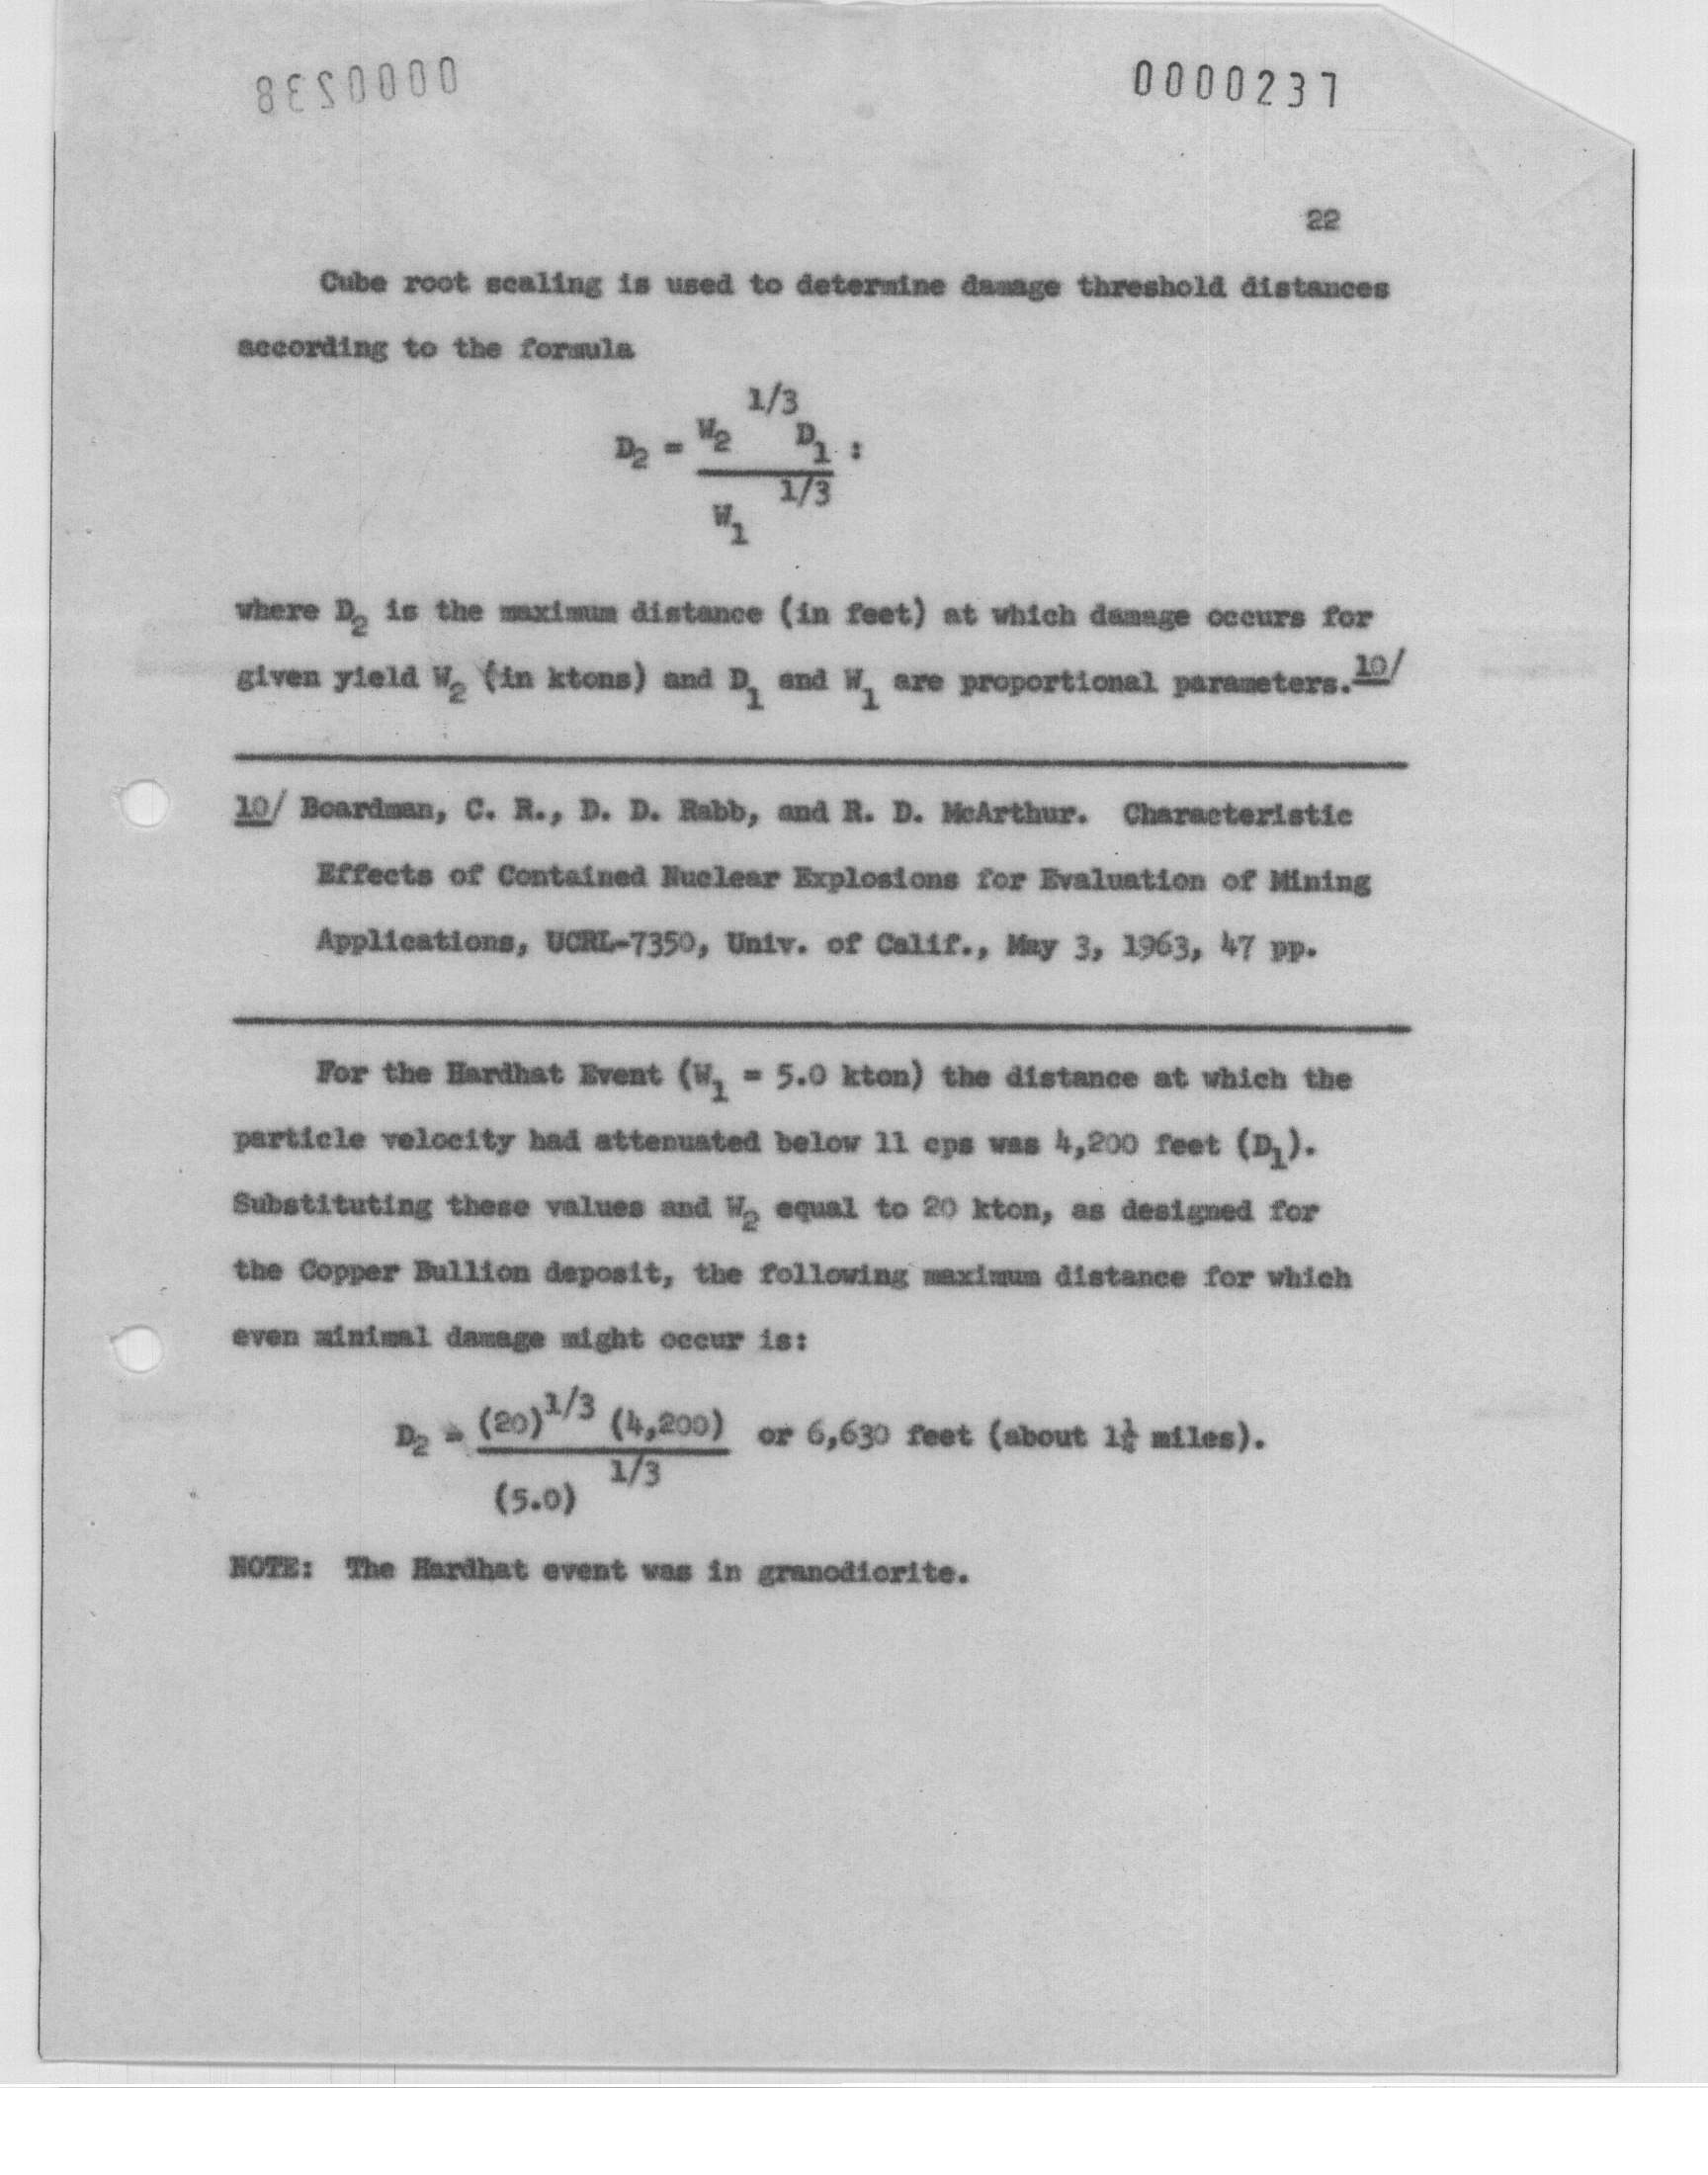 0000238
0000237
22
Cube root scaling is used to determine damage threshold distances
according to the formula
D2 = W2 1/3 D1 :
W1 1/3
where D2 is the maximum distance (in feet) at which damage occurs for
given yield W2 (in ktons) and D1 and W1 are proportional parameters.10/
10/ Boardman, C. R., D. D. Rabb, and R. D. McArthur. Characteristic
Effects of Contained Nuclear Explosions for Evaluation of Mining
Applications, UCRL-7350, Univ. of Calif., May 3, 1963, 47 pp.
For the Hardhat Event (W1 = 5.0 kton) the distance at which the
particle velocity had attenuated below 11 cps was 4,200 feet (D1).
Substituting these values and W2 equal to 20 kton, as designed for
the Copper Bullion deposit, the following maximum distance for which
even minimal damage might occur is:
D2 = (20)1/3 (4,200) or 6,630 feet (about 1¼ miles).
(5.0) 1/3
NOTE: The Hardhat event was in granodiorite.